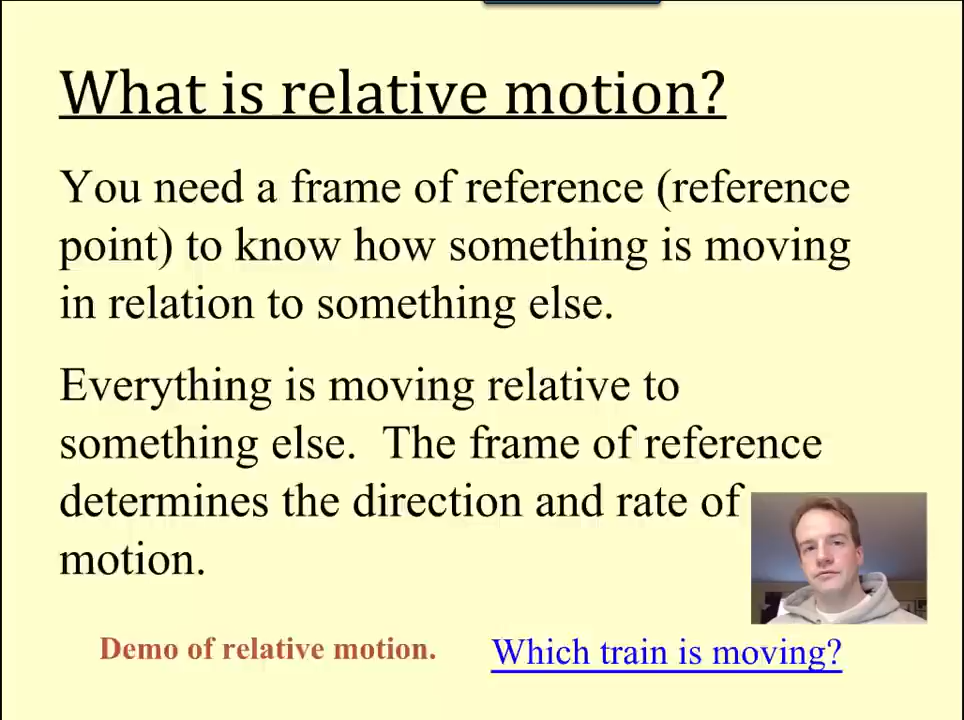 What is relative motion?
You need a frame of reference (reference
point) to know how something is moving
in relation to something else.
Everything is moving relative to
something else.  The frame of reference
determines the direction and rate of
motion.
Demo of relative motion.
Which train is moving?